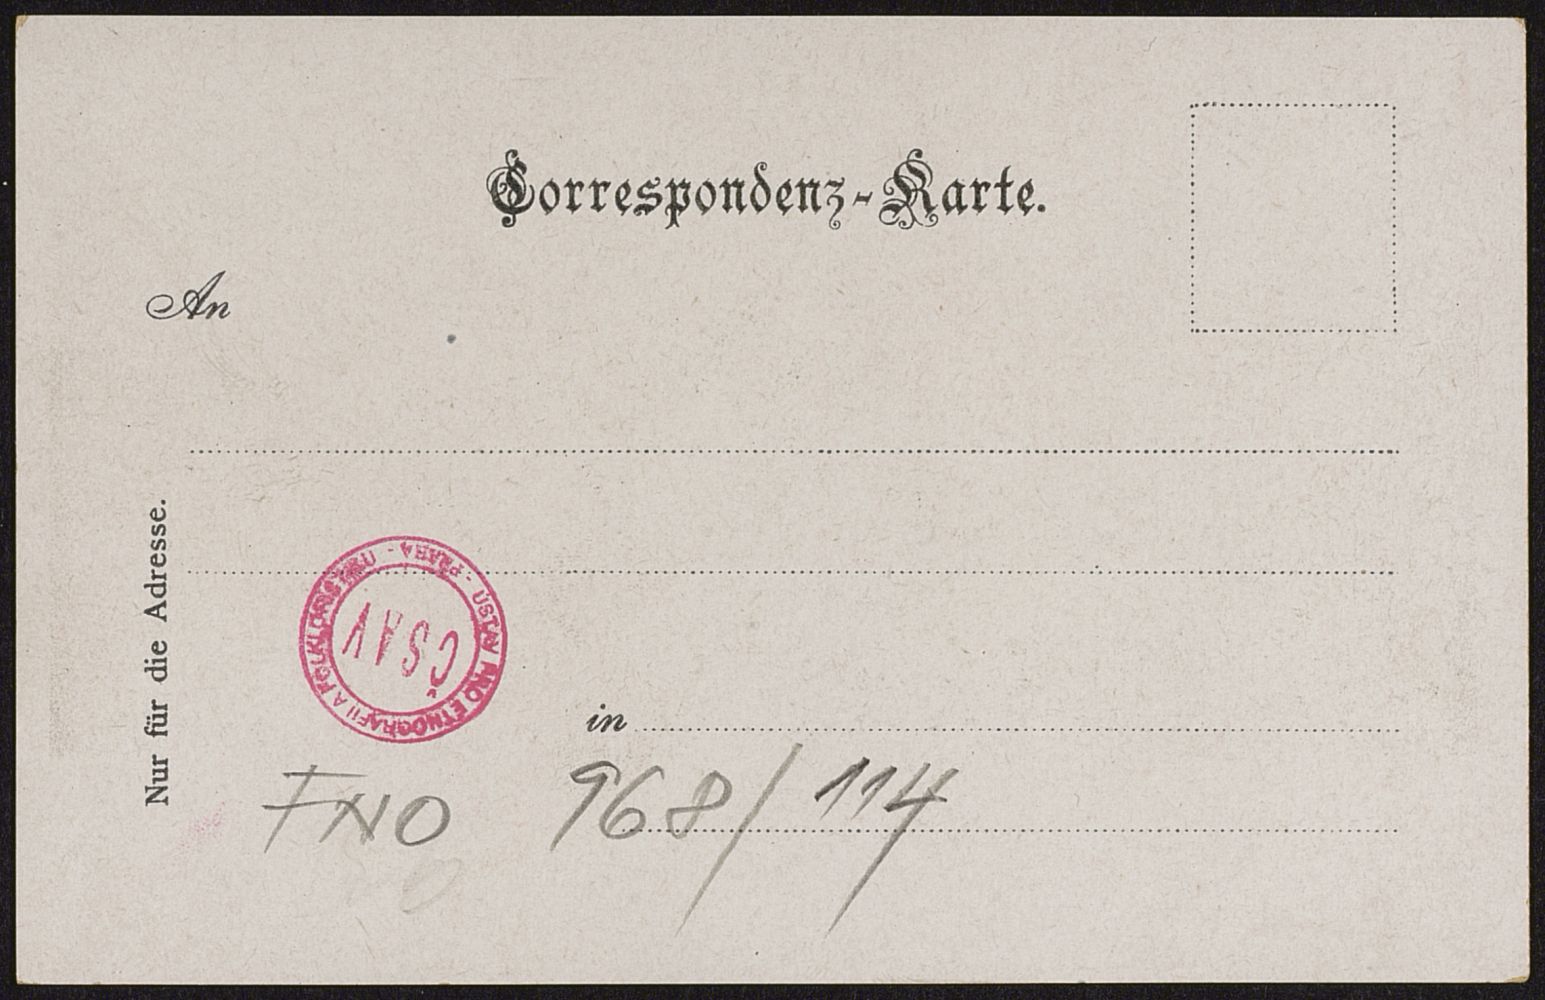 Correspondenz-Karte.
An
Nur für die Adresse.
ÚSTAV PRO ETNOGRAFII A FOLKLORISTIKU - PRAHA -
ČSAV
in
FNO 968/114